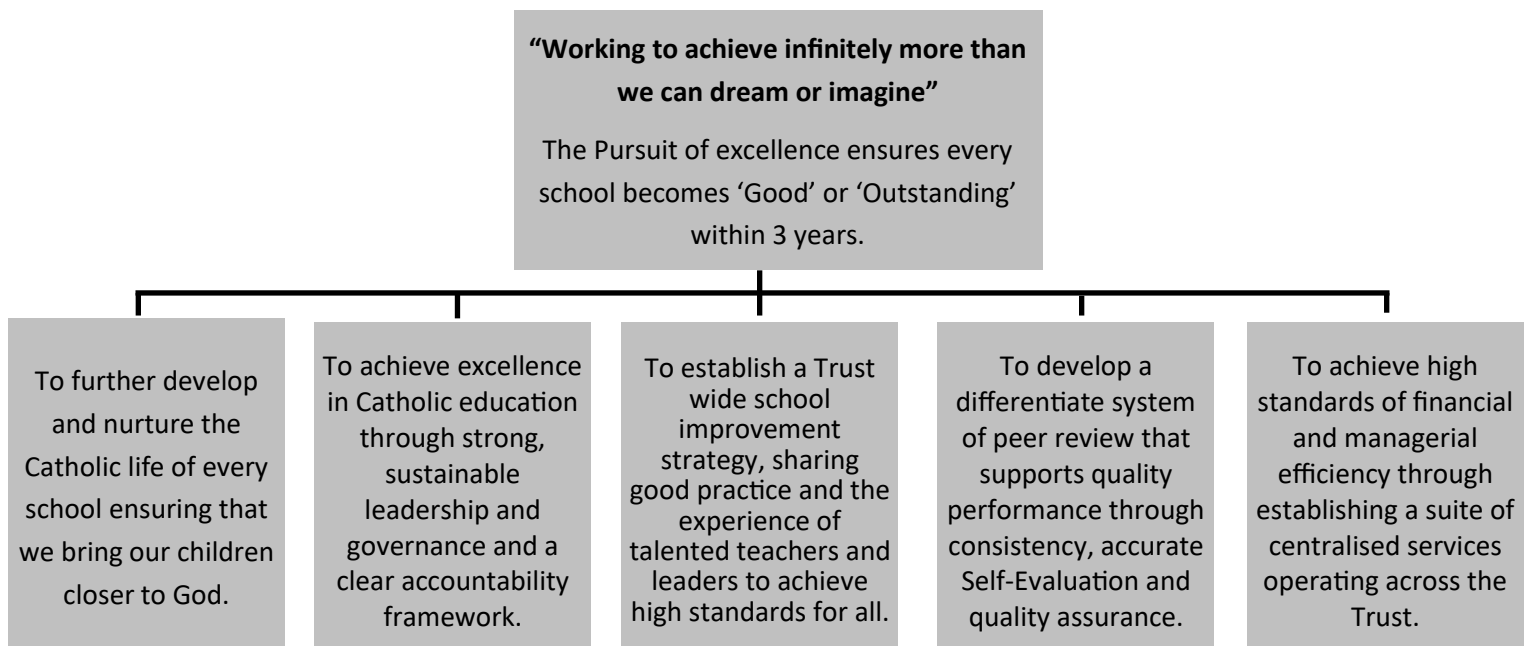 “Working to achieve infinitely more than
we can dream or imagine”
The Pursuit of excellence ensures every
school becomes ‘Good’ or ‘Outstanding’
within 3 years.
To further develop
and nurture the
Catholic life of every
school ensuring that
we bring our children
closer to God.
To achieve excellence
in Catholic education
through strong,
sustainable
leadership and
governance and a
clear accountability
framework.
To establish a Trust
wide school
improvement
strategy, sharing
good practice and the
experience of
talented teachers and
leaders to achieve
high standards for all.
To develop a
differentiate system
of peer review that
supports quality
performance through
consistency, accurate
Self-Evaluation and
quality assurance.
To achieve high
standards of financial
and managerial
efficiency through
establishing a suite of
centralised services
operating across the
Trust.